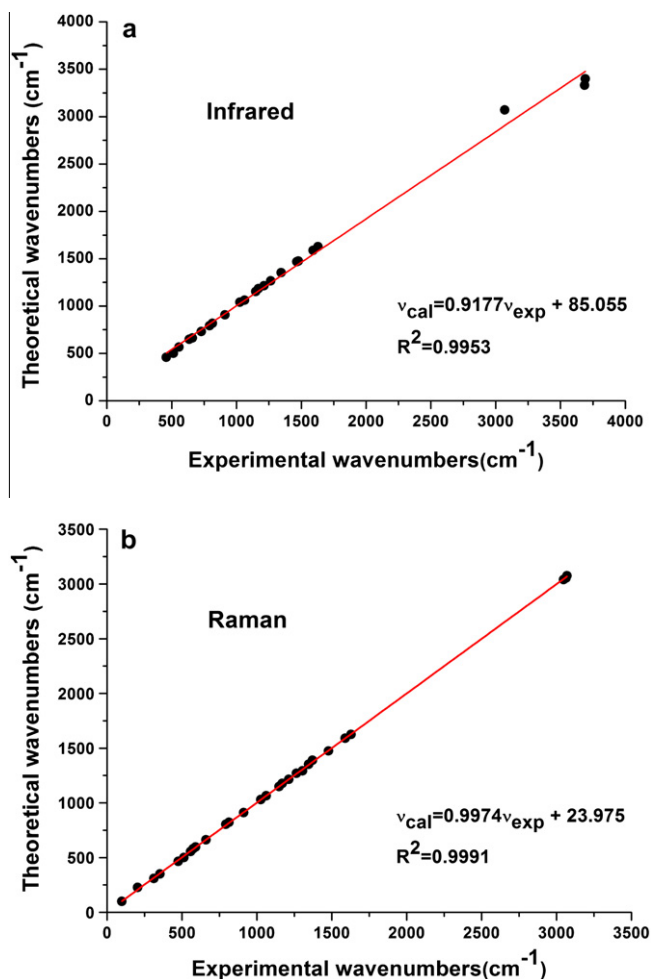 a
Theoretical wavenumbers (cm-1)
3500
3000
2500
2000
1500
1000
500
0
Infrared
νcal=0.9177νexp + 85.055
R2=0.9953
0 500 1000 1500 2000 2500 3000 3500 4000
Experimental wavenumbers(cm-1)
b
Theoretical wavenumbers (cm-1)
3500
3000
2500
2000
1500
1000
500
0
Raman
νcal=0.9974νexp + 23.975
R2=0.9991
0 500 1000 1500 2000 2500 3000 3500
Experimental wavenumbers(cm-1)